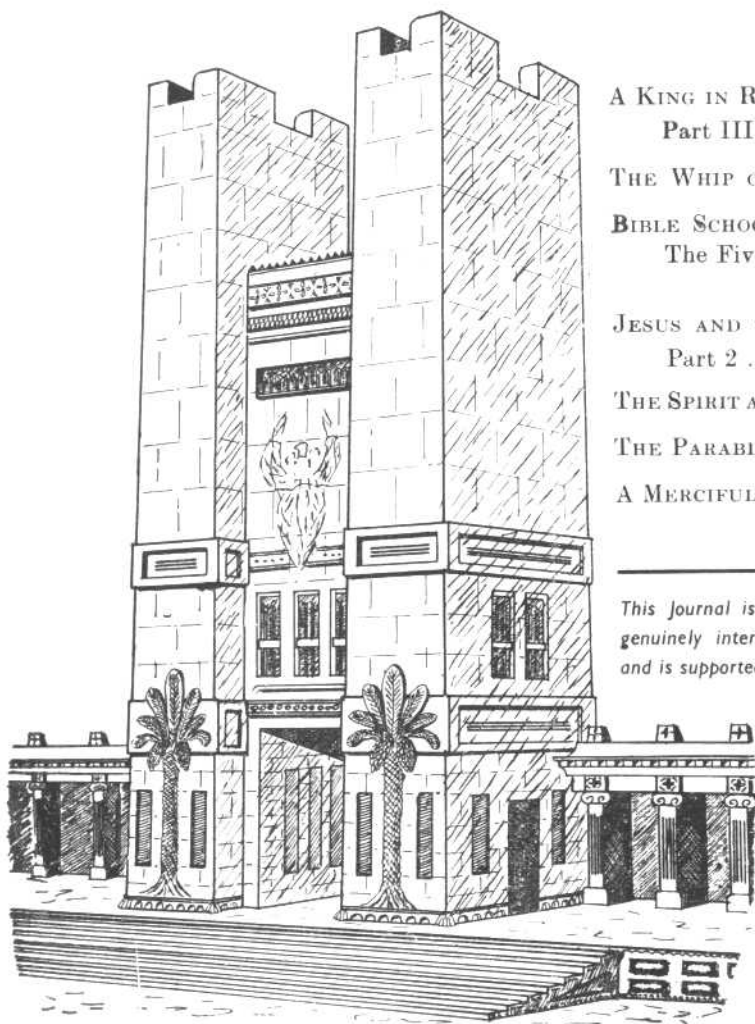 A KING IN R
Part III
THE WHIP O
BIBLE SCHOO
The Fiv
JESUS AND
Part 2 .
THE SPIRIT A
THE PARABL
A MERCIFUL
This Journal is
genuinely inter
and is supporte